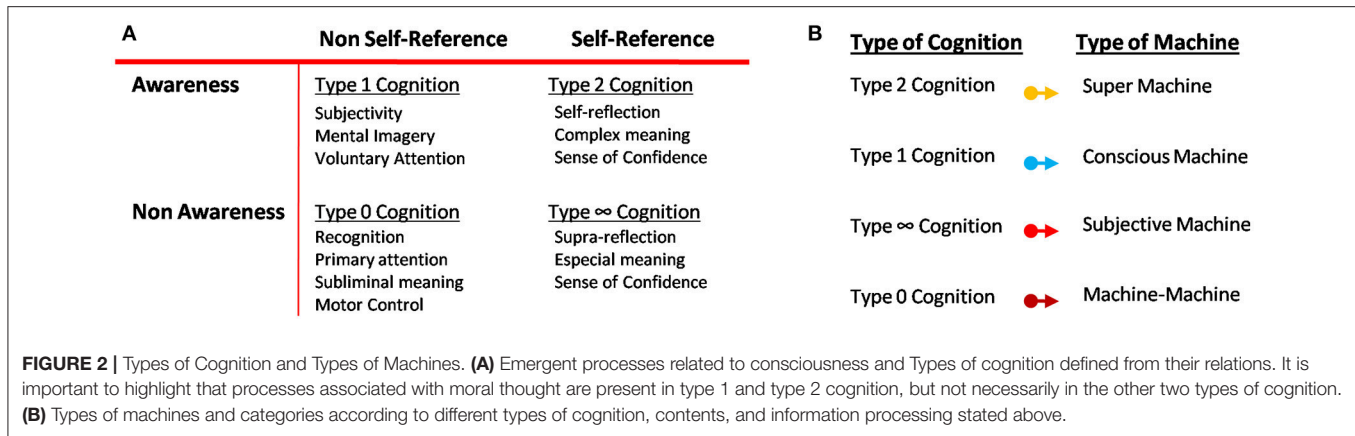 A
Non Self-Reference Self-Reference
Awareness
Type 1 Cognition Type 2 Cognition
Subjectivity Self-reflection
Mental Imagery Complex meaning
Voluntary Attention Sense of Confidence
Non Awareness
Type 0 Cognition Type ∞ Cognition
Recognition Supra-reflection
Primary attention Especial meaning
Subliminal meaning Sense of Confidence
Motor Control
B
Type of Cognition Type of Machine
Type 2 Cognition Super Machine
Type 1 Cognition Conscious Machine
Type ∞ Cognition Subjective Machine
Type 0 Cognition Machine-Machine
FIGURE 2 | Types of Cognition and Types of Machines. (A) Emergent processes related to consciousness and Types of cognition defined from their relations. It is
important to highlight that processes associated with moral thought are present in type 1 and type 2 cognition, but not necessarily in the other two types of cognition.
(B) Types of machines and categories according to different types of cognition, contents, and information processing stated above.